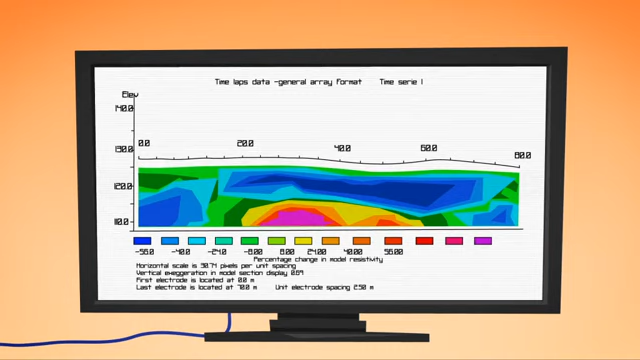 Time laps data -general array format Time serie 1
Elev
140.0
0.0 20.0 40.0 60.0 80.0
130.0
120.0
110.0
-56.0 -40.0 -24.0 -8.00 8.00 24.00 40.00 56.00
Percentage change in model resistivity
Horizontal scale is 30.74 pixels per unit spacing
Vertical exeggeration in model section display 0.69
First electrode is located at 0.0 m
Last electrode is located at 70.0 m Unit electrode spacing 2.50 m